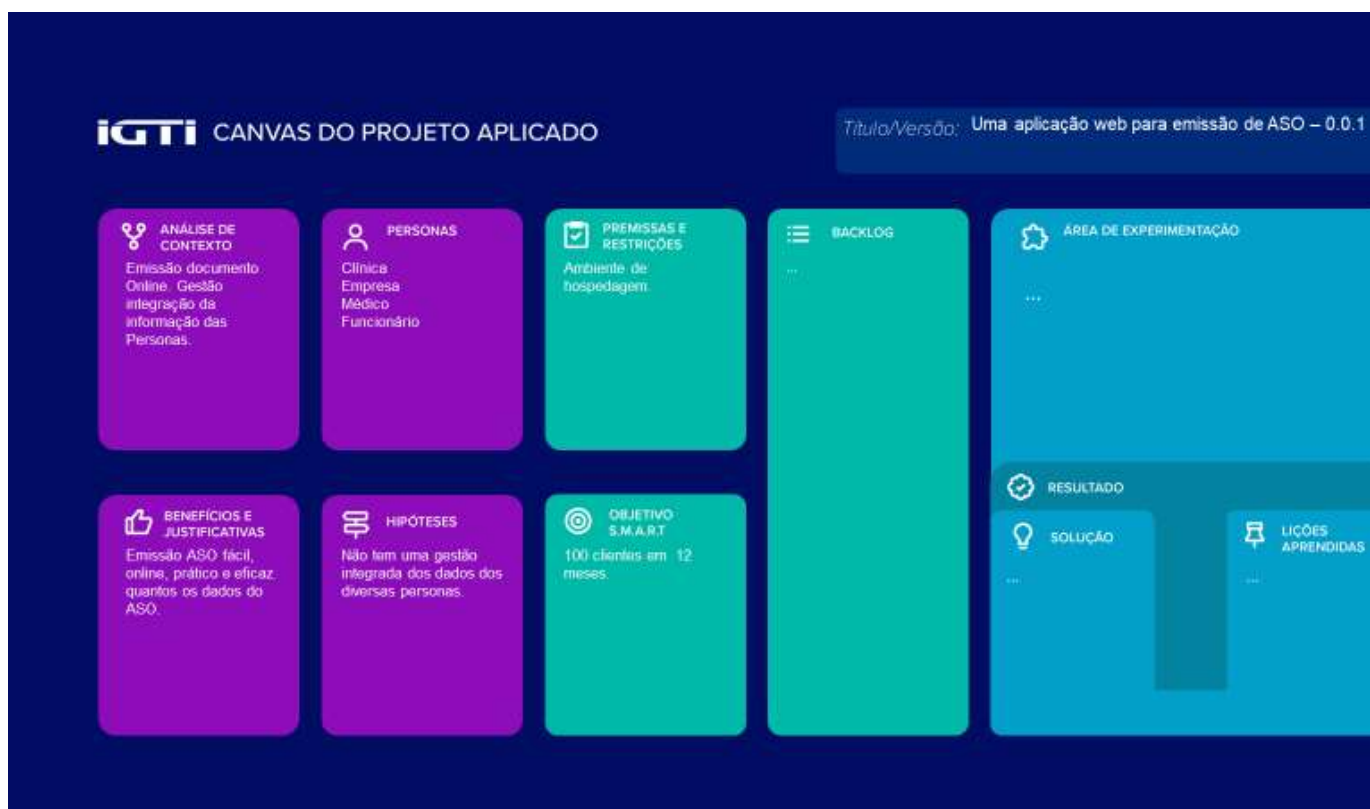 iGTi CANVAS DO PROJETO APLICADO
Título/Versão: Uma aplicação web para emissão de ASO – 0.0.1
ANÁLISE DE
CONTEXTO
Emissão documento
Online. Gestão
integração da
informação das
Personas.
PERSONAS
Clínica
Empresa
Médico
Funcionário
PREMISSAS E
RESTRIÇÕES
Ambiente de
hospedagem.
BACKLOG
...
ÁREA DE EXPERIMENTAÇÃO
...
BENEFÍCIOS E
JUSTIFICATIVAS
Emissão ASO fácil,
online, prático e eficaz
quantos os dados do
ASO.
HIPÓTESES
Não tem uma gestão
integrada dos dados dos
diversas personas.
OBJETIVO
S.M.A.R.T
100 clientes em 12
meses.
RESULTADO
SOLUÇÃO
...
LIÇÕES
APRENDIDAS
...